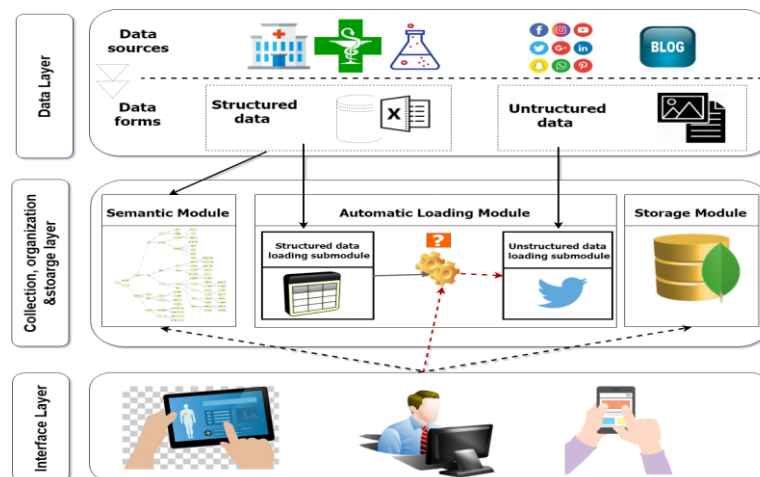 Data Layer
Data
sources
BLOG
Data
forms
Structured
data
X
Untructured
data
Collection, organization
&stoarge layer
Semantic Module
Automatic Loading Module
Storage Module
Structured data
loading submodule
?
Unstructured data
loading submodule
Interface Layer